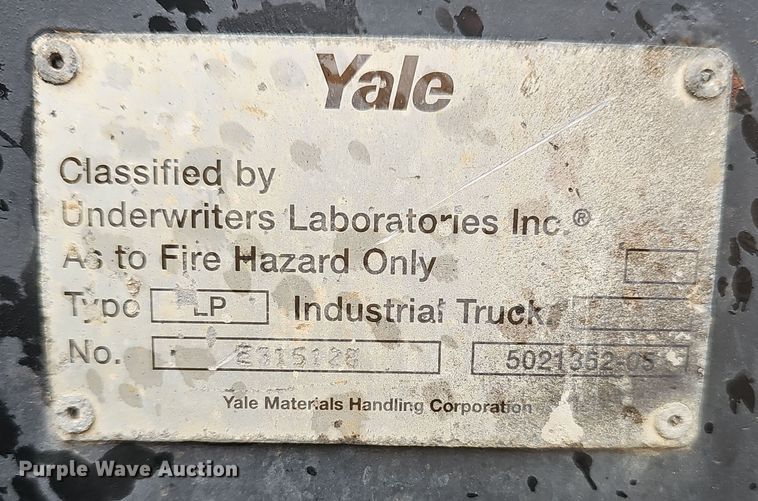 Yale
Classified by
Underwriters Laboratories Inc.®
As to Fire Hazard Only
Type LP Industrial Truck
No. E315128 5021352-05
Yale Materials Handling Corporation
Purple Wave Auction